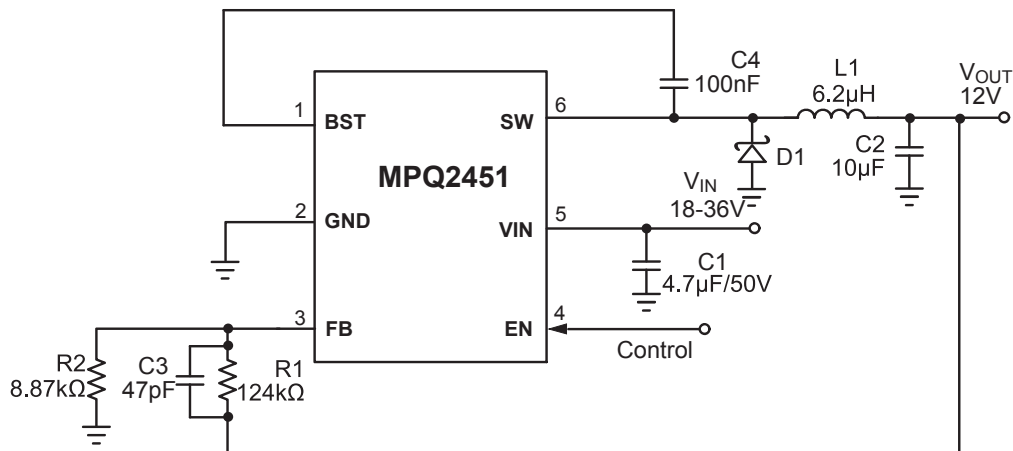 C4
100nF
L1
6.2µH
VOUT
12V
1
BST
SW
6
D1
C2
10µF
MPQ2451
VIN
18-36V
2
GND
VIN
5
C1
4.7µF/50V
3
FB
EN
4
Control
R2
8.87kΩ
C3
47pF
R1
124kΩ